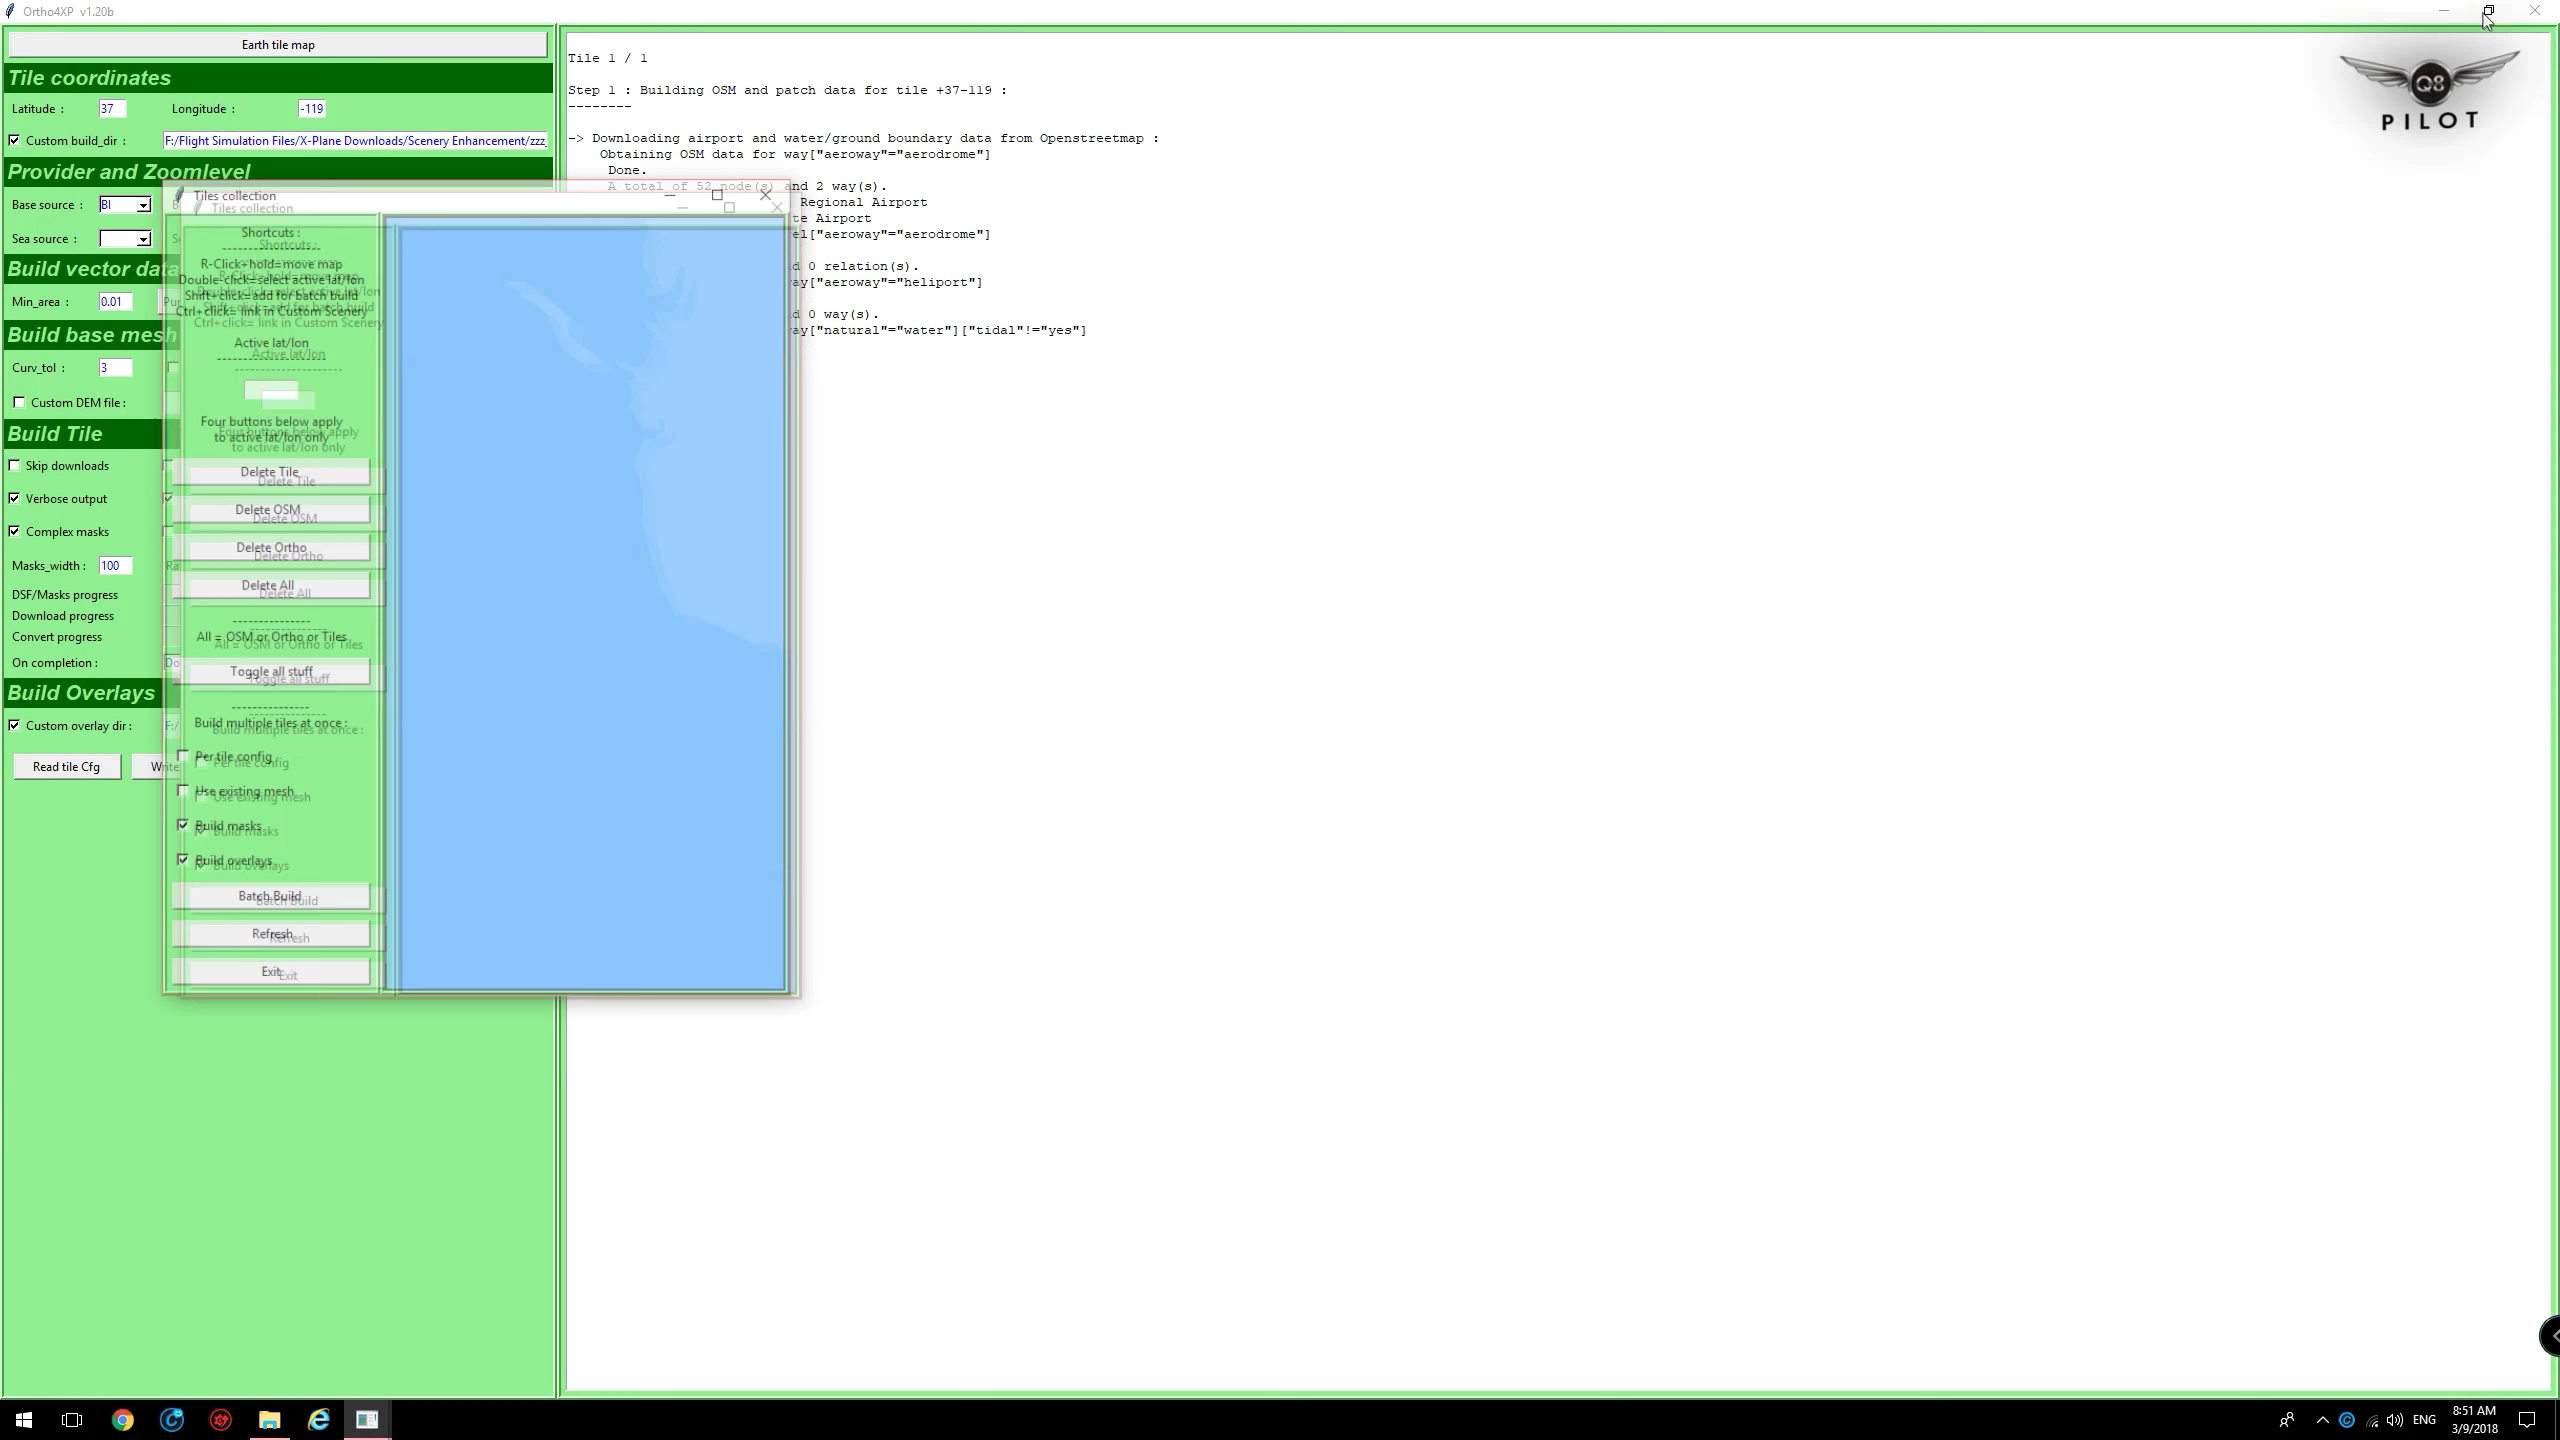 Ortho4XP v1.20b
Earth tile map
Tile coordinates
Latitude : 37 Longitude : -119
Custom build_dir : F:/Flight Simulation Files/X-Plane Downloads/Scenery Enhancement/zzz_
Provider and Zoomlevel
Base source : BI
Sea source :
Build vector data
Min_area : 0.01
Build base mesh
Curv_tol : 3
Custom DEM file :
Build Tile
Skip downloads
Verbose output
Complex masks
Masks_width : 100
DSF/Masks progress
Download progress
Convert progress
On completion : Do
Build Overlays
Custom overlay dir : F:/
Read tile Cfg Write
Tiles collection
Shortcuts :
---------------
R-Click+hold=move map
Double-click=select active lat/lon
Shift+click=add for batch build
Ctrl+click= link in Custom Scenery
Active lat/lon
---------------
Four buttons below apply
to active lat/lon only
Delete Tile
Delete OSM
Delete Ortho
Delete All
---------------
All = OSM or Ortho or Tiles
Toggle all stuff
---------------
Build multiple tiles at once :
Per tile config
Use existing mesh
Build masks
Build overlays
Batch Build
Refresh
Exit
Tile 1 / 1
Step 1 : Building OSM and patch data for tile +37-119 :
--------
-> Downloading airport and water/ground boundary data from Openstreetmap :
Obtaining OSM data for way["aeroway"="aerodrome"]
Done.
A total of 52 node(s) and 2 way(s).
Regional Airport
te Airport
el["aeroway"="aerodrome"]
d 0 relation(s).
ay["aeroway"="heliport"]
d 0 way(s).
ay["natural"="water"]["tidal"!="yes"]
Q8
PILOT
ENG
8:51 AM
3/9/2018